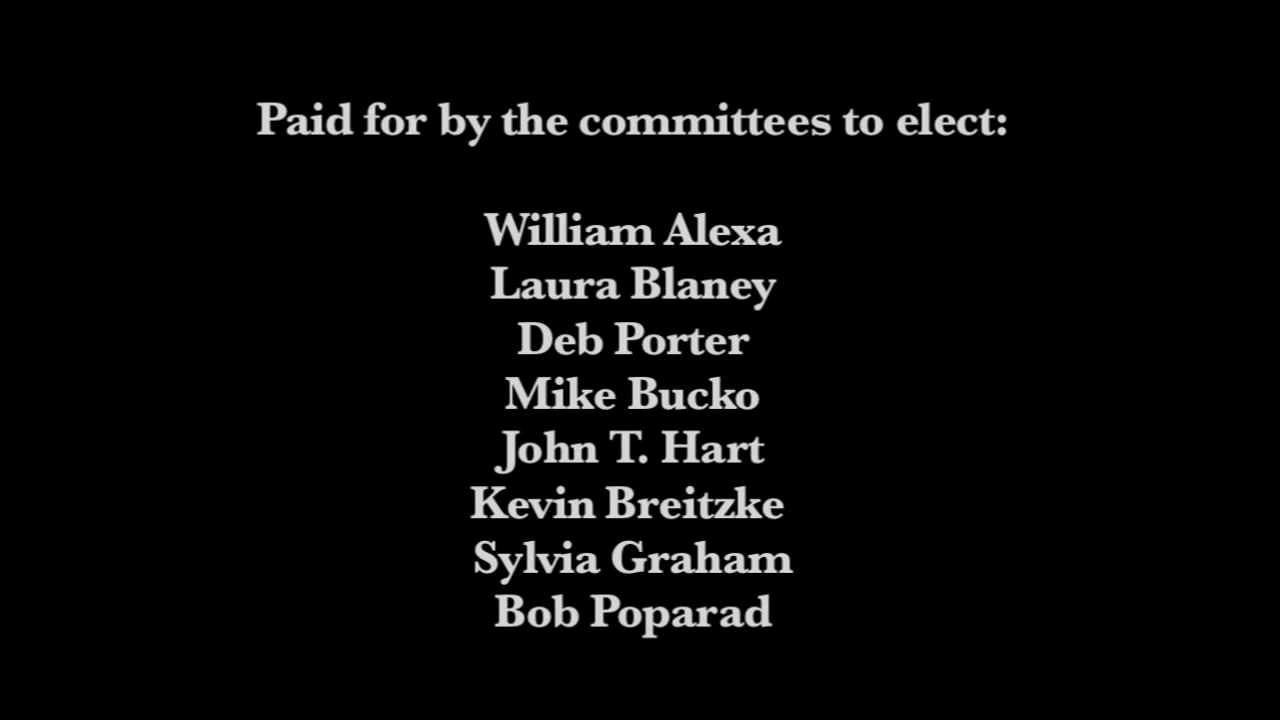 Paid for by the committees to elect:
William Alexa
Laura Blaney
Deb Porter
Mike Bucko
John T. Hart
Kevin Breitzke
Sylvia Graham
Bob Poparad